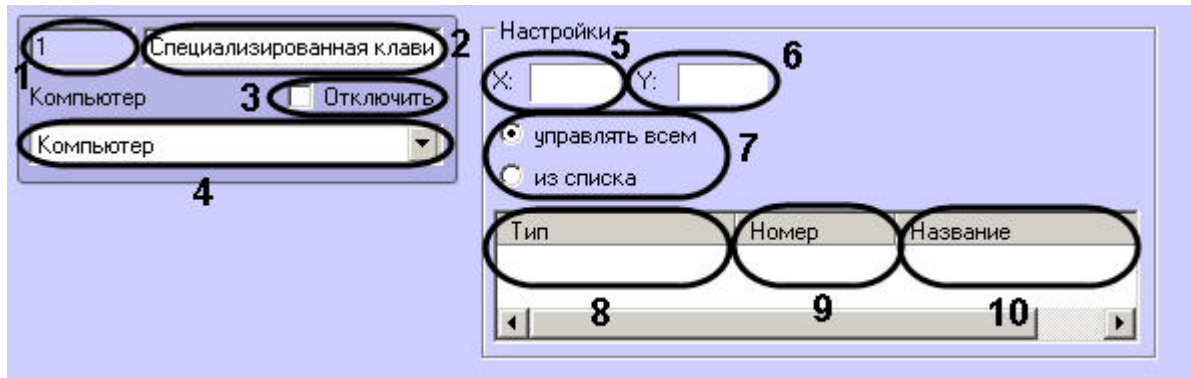 1 Специализированная клави 2
1
Компьютер 3 Отключить
Компьютер
4
Настройки
5 6
X: Y:
управлять всем
7
из списка
Тип Номер Название
8 9 10